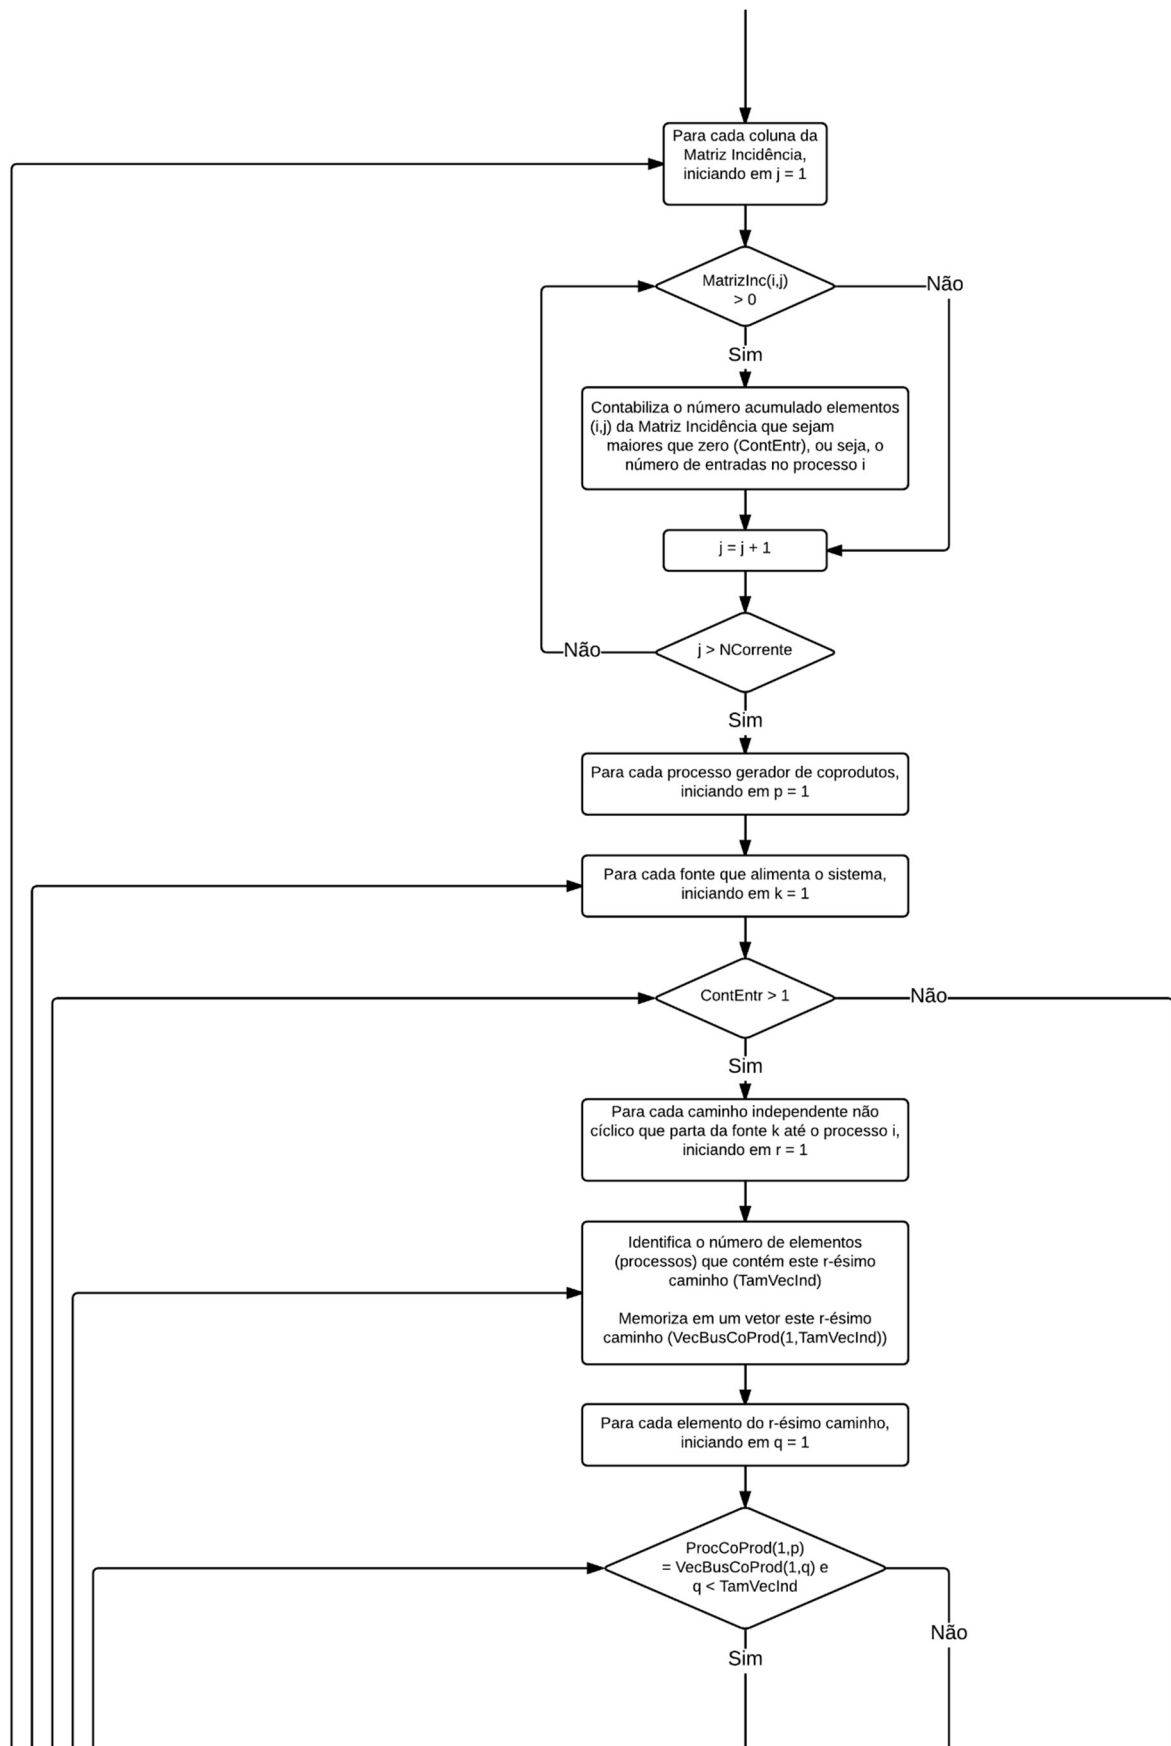 Para cada coluna da
Matriz Incidência,
iniciando em j = 1
MatrizInc(i,j)
> 0
Não
Sim
Contabiliza o número acumulado elementos
(i,j) da Matriz Incidência que sejam
maiores que zero (ContEntr), ou seja, o
número de entradas no processo i
j = j + 1
j > NCorrente
Não
Sim
Para cada processo gerador de coprodutos,
iniciando em p = 1
Para cada fonte que alimenta o sistema,
iniciando em k = 1
ContEntr > 1
Não
Sim
Para cada caminho independente não
cíclico que parta da fonte k até o processo i,
iniciando em r = 1
Identifica o número de elementos
(processos) que contém este r-ésimo
caminho (TamVecInd)
Memoriza em um vetor este r-ésimo
caminho (VecBusCoProd(1,TamVecInd))
Para cada elemento do r-ésimo caminho,
iniciando em q = 1
ProcCoProd(1,p)
= VecBusCoProd(1,q) e
q < TamVecInd
Não
Sim